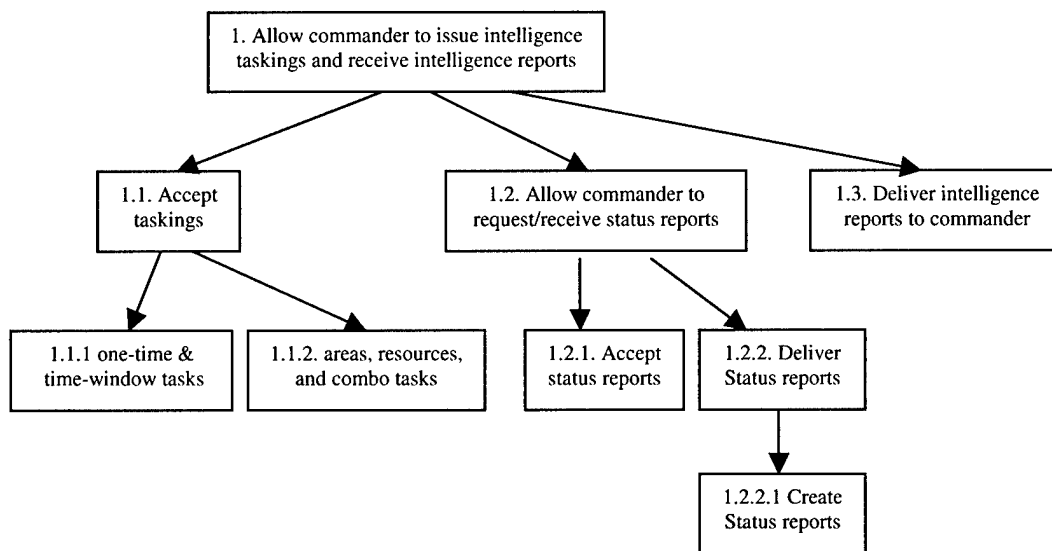 1. Allow commander to issue intelligence
taskings and receive intelligence reports
1.1. Accept
taskings
1.2. Allow commander to
request/receive status reports
1.3. Deliver intelligence
reports to commander
1.1.1 one-time &
time-window tasks
1.1.2. areas, resources,
and combo tasks
1.2.1. Accept
status reports
1.2.2. Deliver
Status reports
1.2.2.1 Create
Status reports